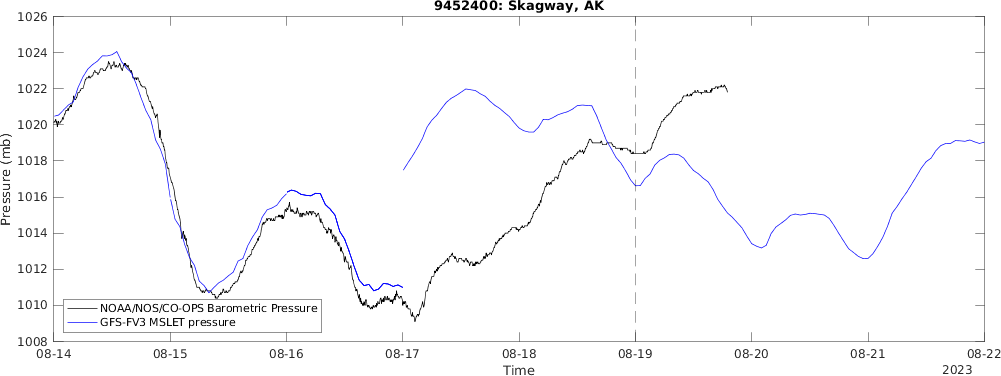 9452400: Skagway, AK
Pressure (mb)
1026
1024
1022
1020
1018
1016
1014
1012
1010
1008
NOAA/NOS/CO-OPS Barometric Pressure
GFS-FV3 MSLET pressure
08-14 08-15 08-16 08-17 08-18 08-19 08-20 08-21 08-22
Time
2023